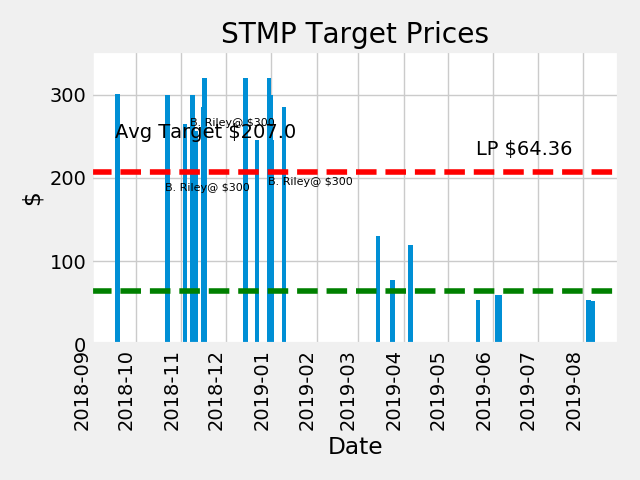 STMP Target Prices
300
B. Riley@ $300
Avg Target $207.0
LP $64.36
200
B. Riley@ $300
B. Riley@ $300
$
100
0
2018-09
2018-10
2018-11
2018-12
2019-01
2019-02
2019-03
2019-04
2019-05
2019-06
2019-07
2019-08
Date